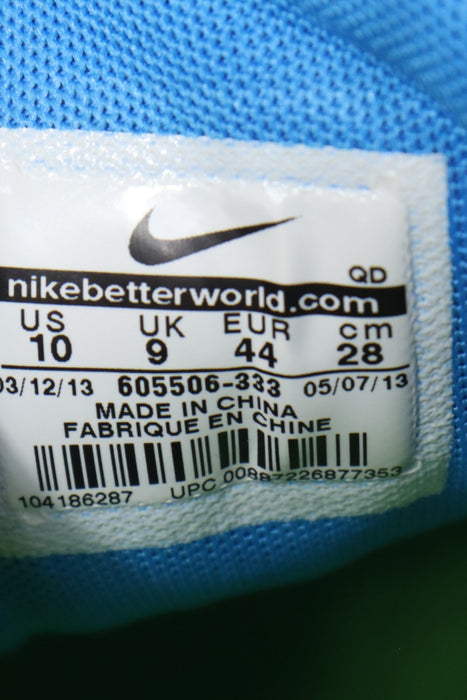 QD
nikebetterworld.com
US UK EUR cm
10 9 44 28
03/12/13 605506-333 05/07/13
MADE IN CHINA
FABRIQUE EN CHINE
104186287 UPC 00887226877353